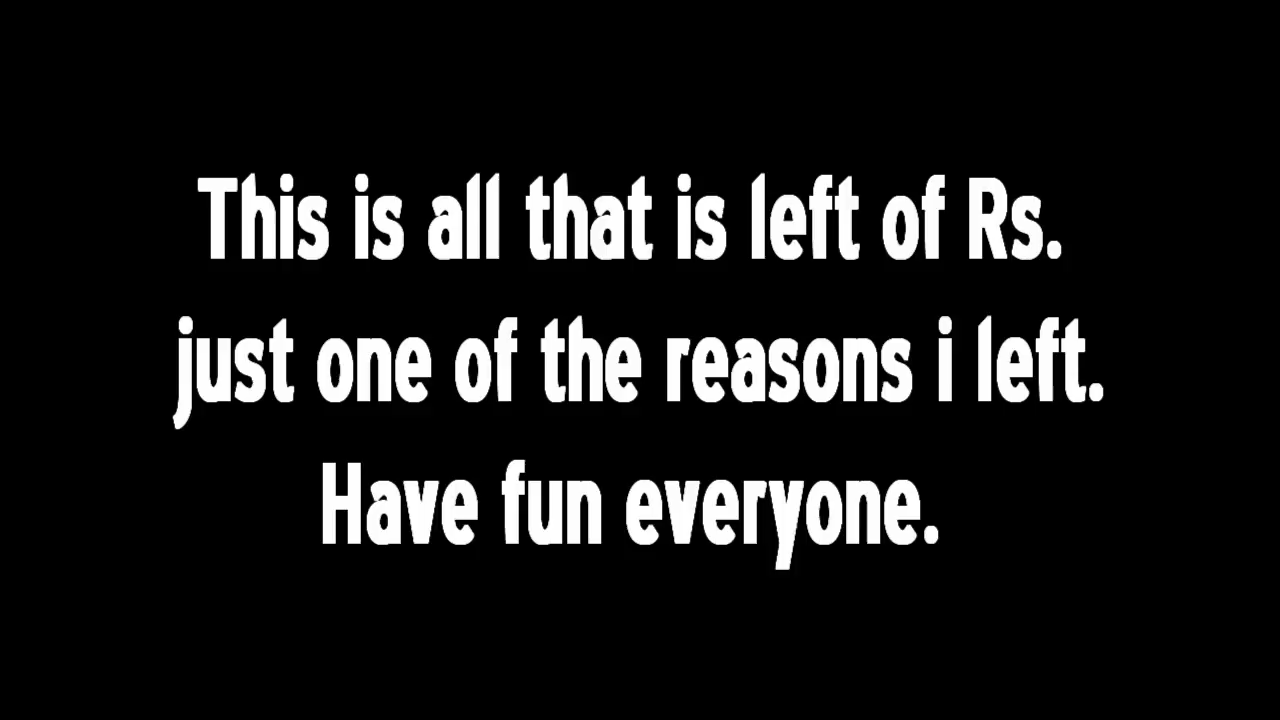 This is all that is left of Rs.
just one of the reasons i left.
Have fun everyone.